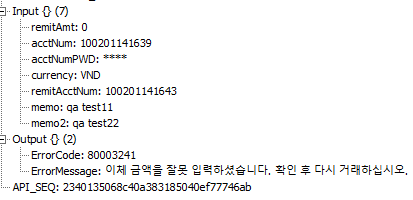 Input {} (7)
remitAmt: 0
acctNum: 100201141639
acctNumPWD: ****
currency: VND
remitAcctNum: 100201141643
memo: qa test11
memo2: qa test22
Output {} (2)
ErrorCode: 80003241
ErrorMessage: 이체 금액을 잘못 입력하셨습니다. 확인 후 다시 거래하십시오.
API_SEQ: 2340135068c40a383185040ef77746ab